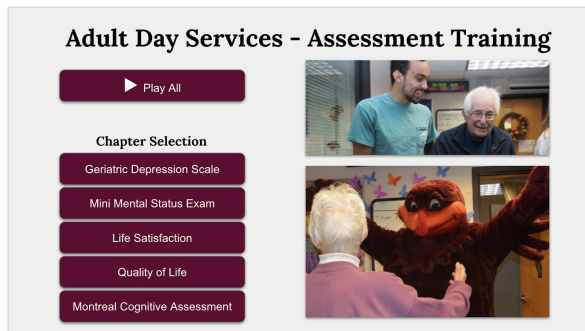 Adult Day Services - Assessment Training
Play All
Chapter Selection
Geriatric Depression Scale
Mini Mental Status Exam
Life Satisfaction
Quality of Life
Montreal Cognitive Assessment